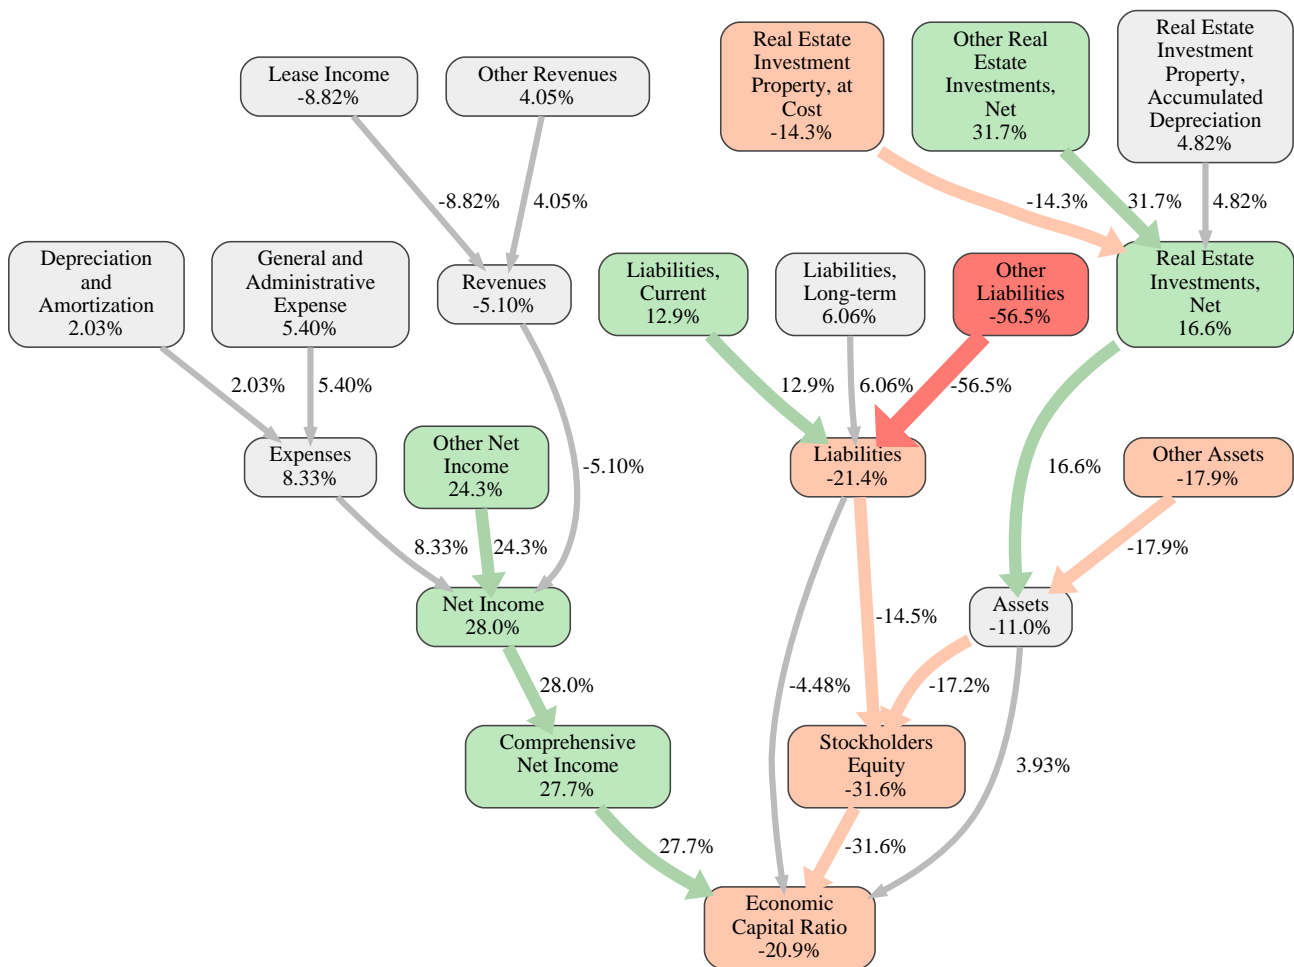 Real Estate
Investment
Property, at
Cost
-14.3%
Other Real
Estate
Investments,
Net
31.7%
Real Estate
Investment
Property,
Accumulated
Depreciation
4.82%
Lease Income
-8.82%
Other Revenues
4.05%
-8.82%
4.05%
-14.3%
31.7%
4.82%
Depreciation
and
Amortization
2.03%
General and
Administrative
Expense
5.40%
Revenues
-5.10%
Liabilities,
Current
12.9%
Liabilities,
Long-term
6.06%
Other
Liabilities
-56.5%
Real Estate
Investments,
Net
16.6%
2.03%
5.40%
12.9%
6.06%
-56.5%
Expenses
8.33%
Other Net
Income
24.3%
-5.10%
Liabilities
-21.4%
16.6%
Other Assets
-17.9%
8.33%
24.3%
-17.9%
Net Income
28.0%
-14.5%
Assets
-11.0%
28.0%
-4.48%
-17.2%
Comprehensive
Net Income
27.7%
Stockholders
Equity
-31.6%
3.93%
27.7%
-31.6%
Economic
Capital Ratio
-20.9%